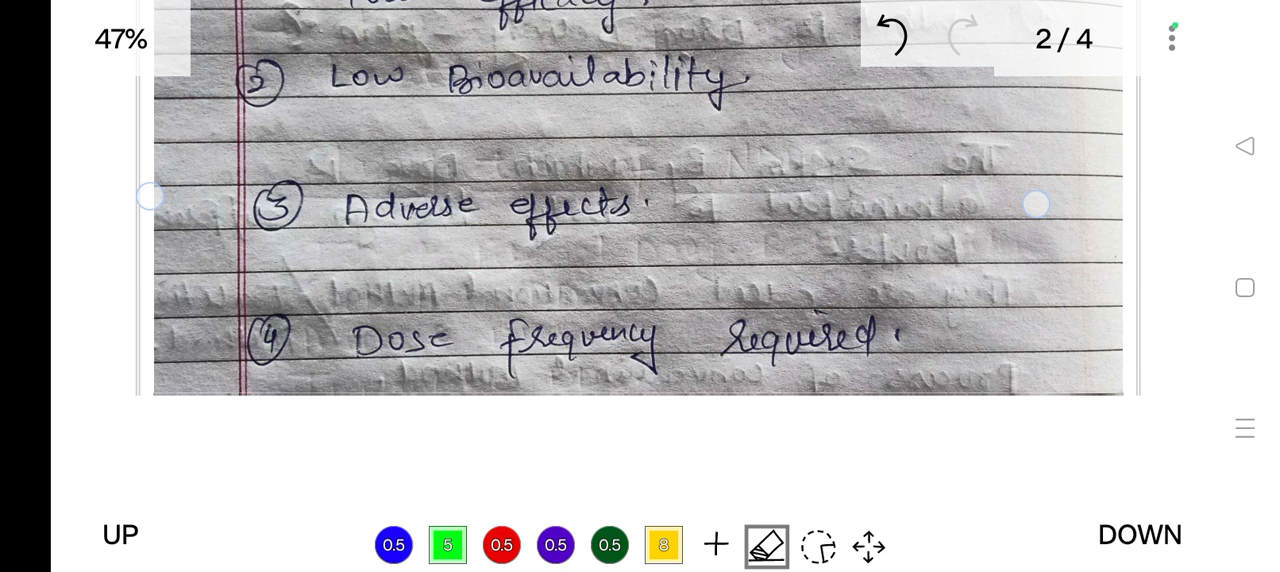 efficacy.
47%
2 / 4
② Low Bioavailability.
③ Adverse effects.
④ Dose frequency required.
UP
0.5 5 0.5 0.5 0.5 8
DOWN